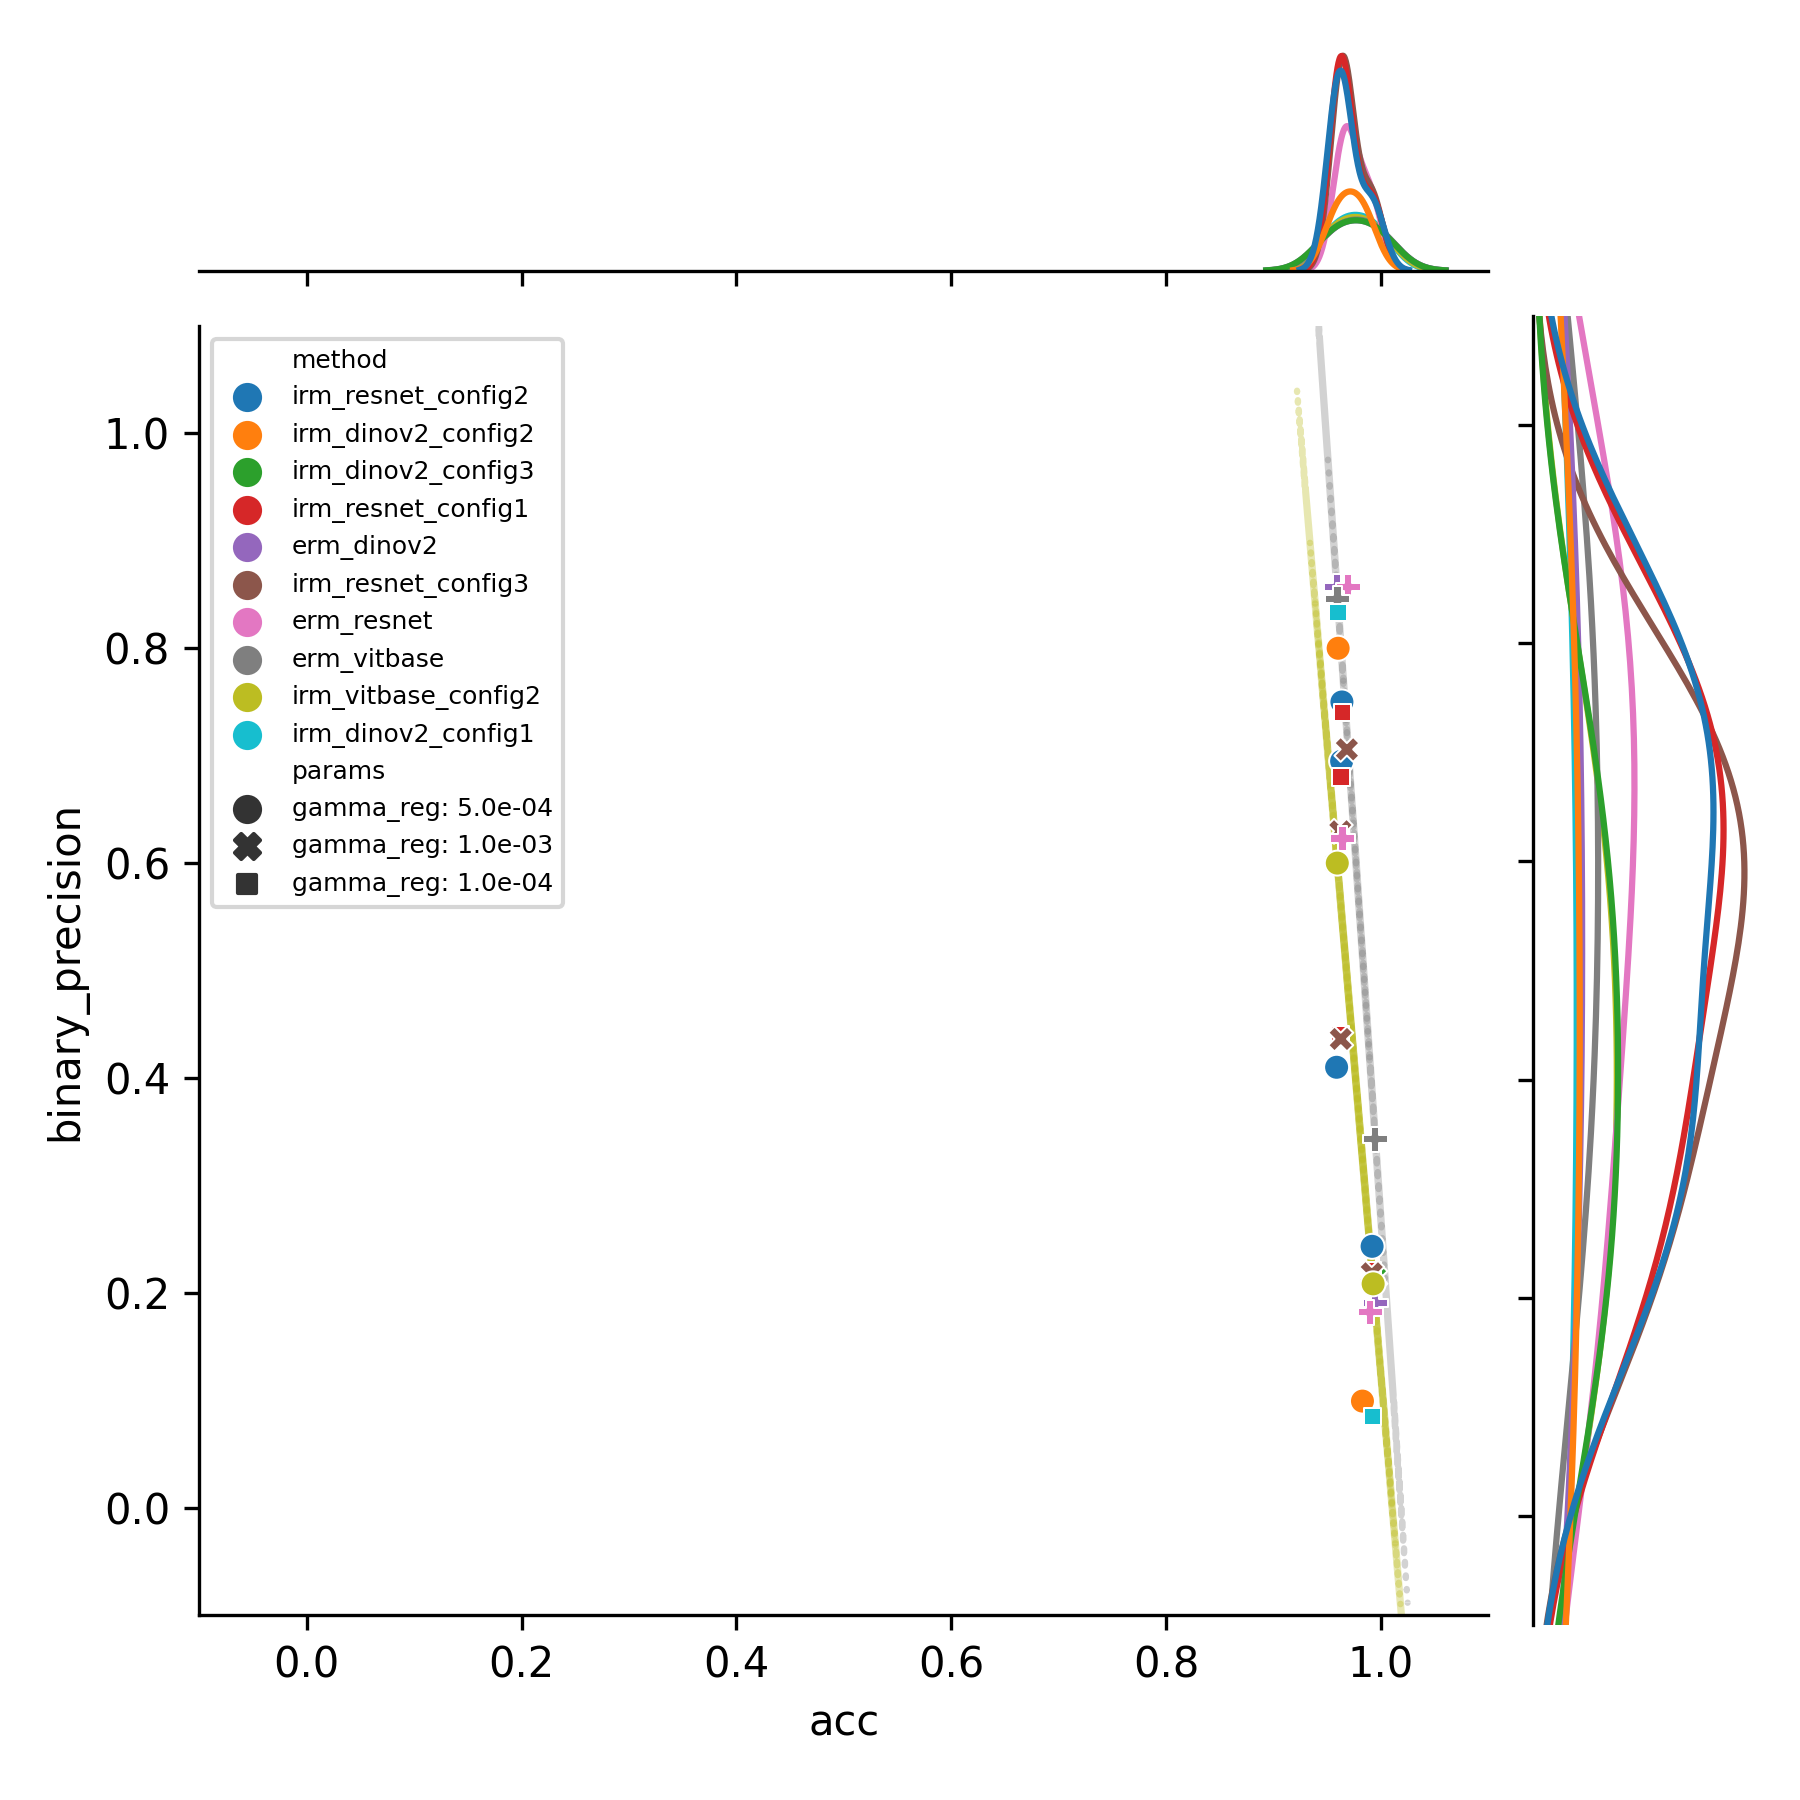 method
irm_resnet_config2
irm_dinov2_config2
irm_dinov2_config3
irm_resnet_config1
erm_dinov2
irm_resnet_config3
erm_resnet
erm_vitbase
irm_vitbase_config2
irm_dinov2_config1
params
gamma_reg: 5.0e-04
gamma_reg: 1.0e-03
gamma_reg: 1.0e-04
1.0
0.8
0.6
0.4
0.2
0.0
binary_precision
0.0 0.2 0.4 0.6 0.8 1.0
acc